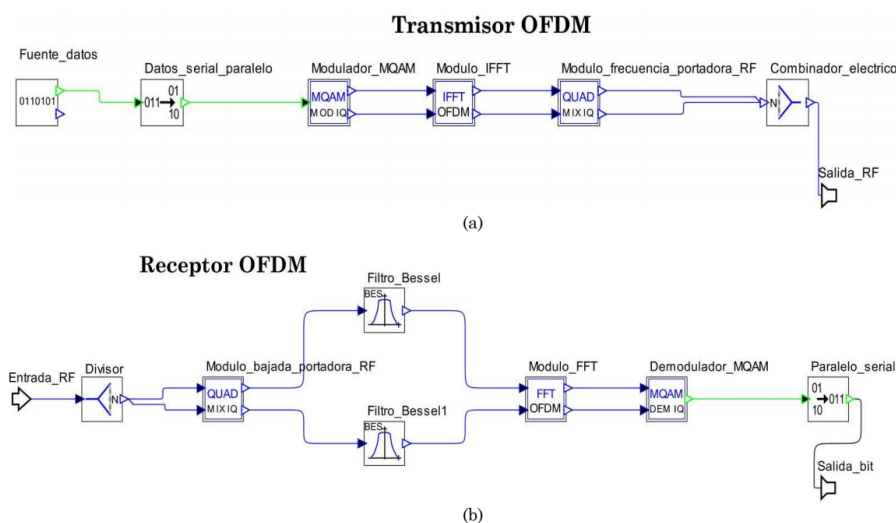 Transmisor OFDM
Fuente_datos
Datos_serial_paralelo
Modulador_MQAM
Modulo_IFFT
Modulo_frecuencia_portadora_RF
Combinador_electrico
0110101
011
01
10
MQAM
MOD IQ
IFFT
OFDM
QUAD
MIX IQ
N
Salida_RF
(a)
Receptor OFDM
Filtro_Bessel
BES
Entrada_RF
Divisor
Modulo_bajada_portadora_RF
Modulo_FFT
Demodulador_MQAM
Paralelo_serial
N
QUAD
MIX IQ
FFT
OFDM
MQAM
DEM IQ
01
10
011
Filtro_Bessel1
BES
Salida_bit
(b)